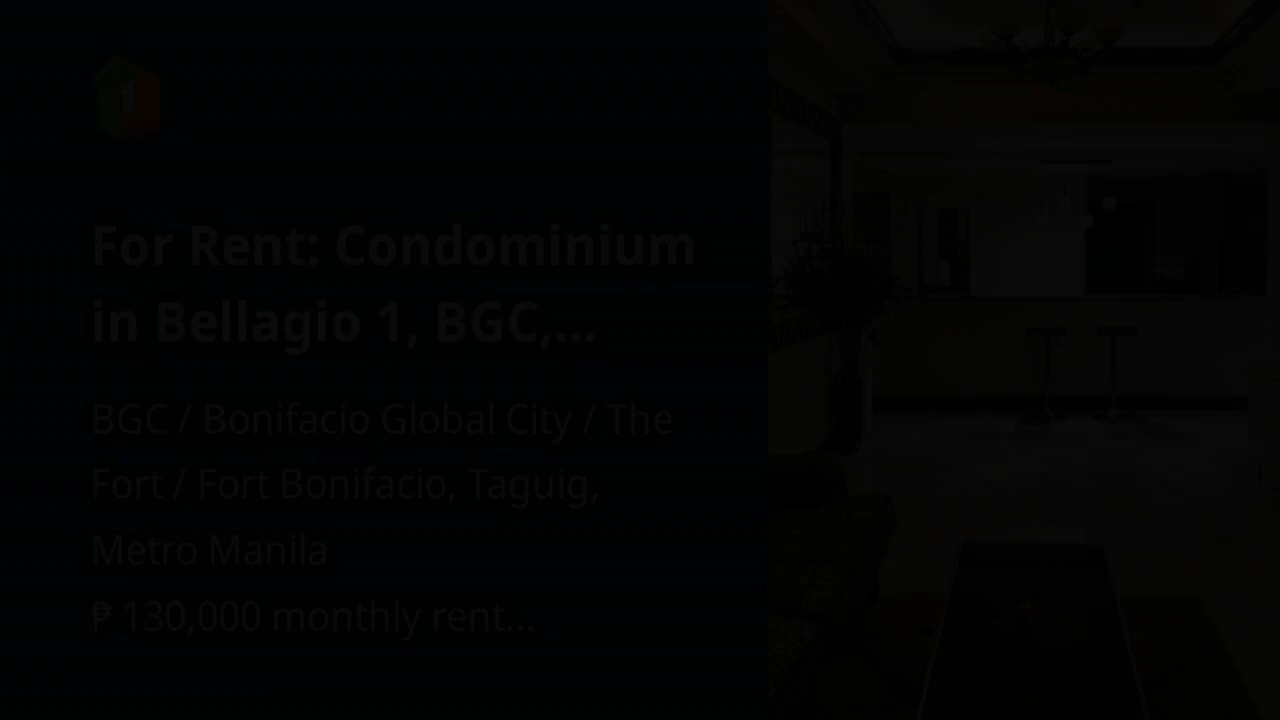 For Rent: Condominium
in Bellagio 1, BGC,...
BGC / Bonifacio Global City / The
Fort / Fort Bonifacio, Taguig,
Metro Manila
₱ 130,000 monthly rent...